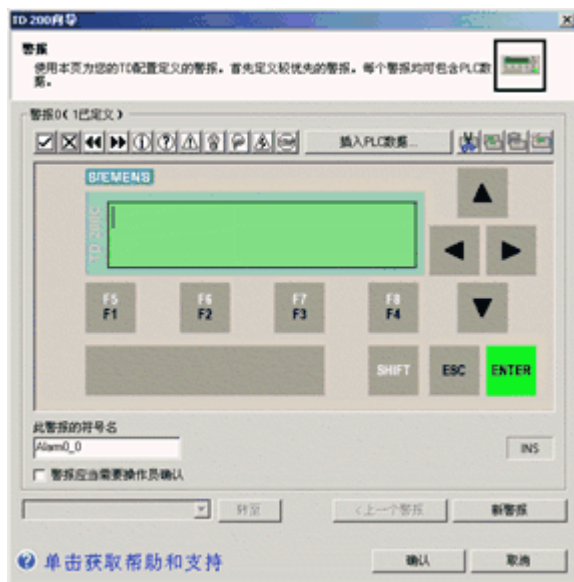 TD 200向导
警报
使用本页为您的TD配置定义的警报。首先定义较优先的警报。每个警报均可包含PLC数
据。
警报0( 1已定义 )
插入PLC数据...
SIEMENS
TD 200C
F5 F6 F7 F8
F1 F2 F3 F4
SHIFT ESC ENTER
此警报的符号名
Alarm0_0
INS
警报应当需要操作员确认
转至 <上一个警报 新警报
单击获取帮助和支持 确认 取消